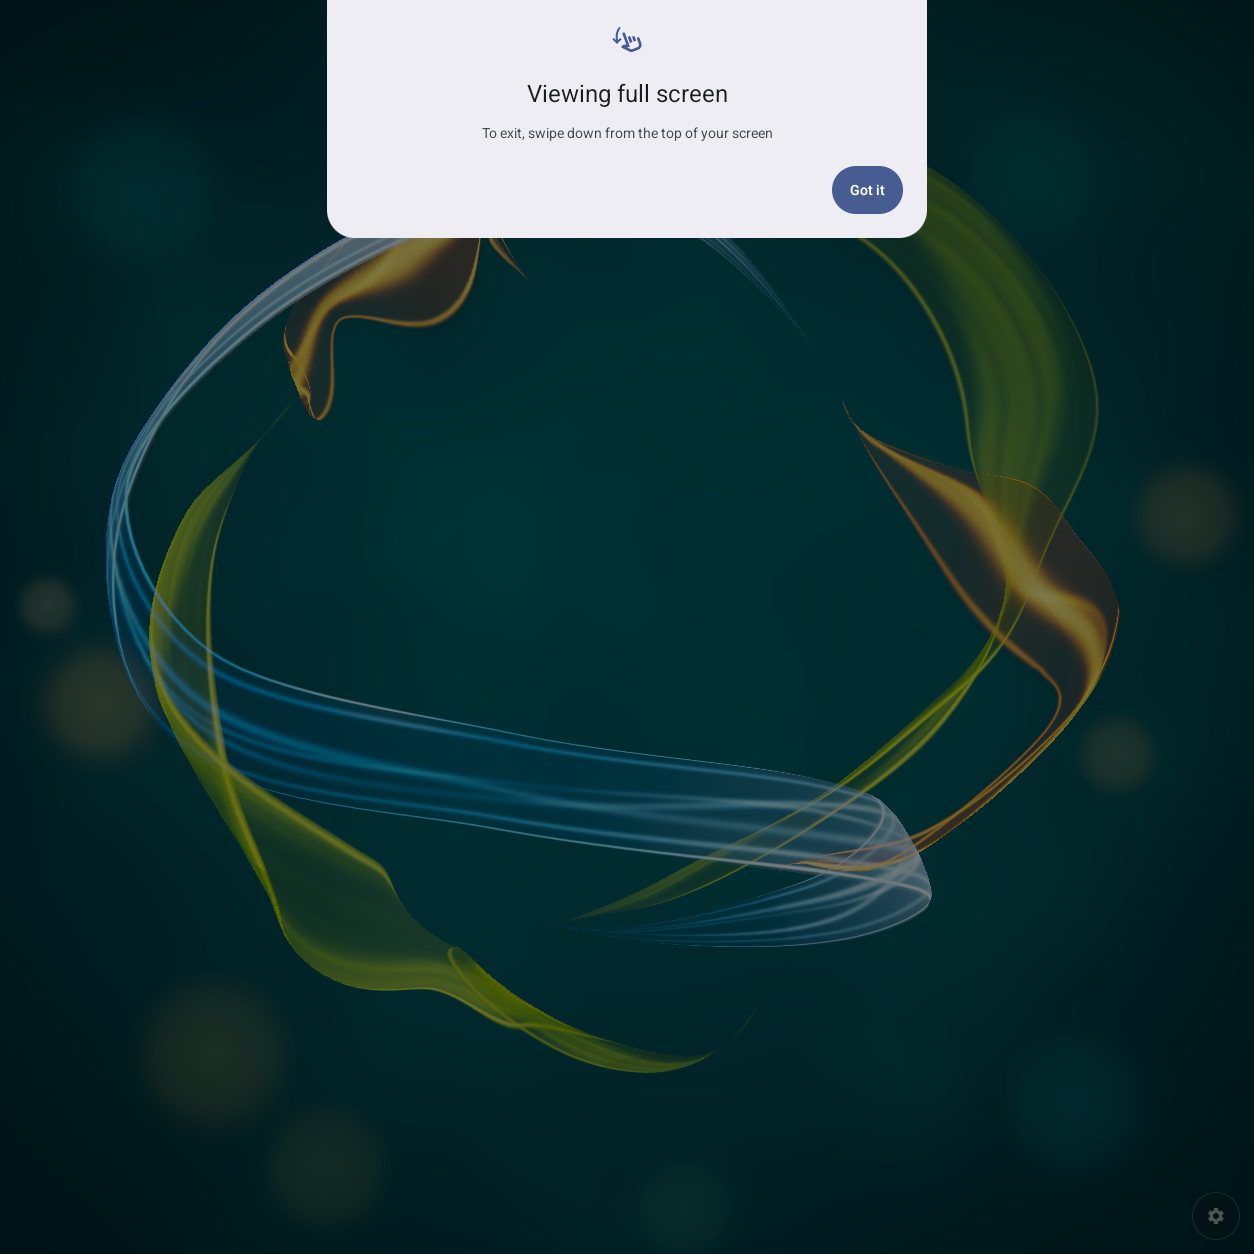 Viewing full screen
To exit, swipe down from the top of your screen
Got it